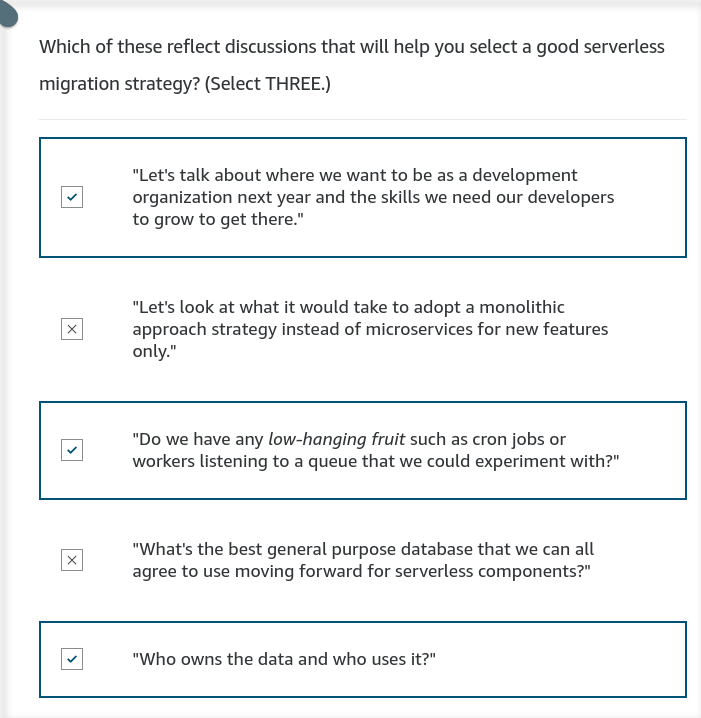 Which of these reflect discussions that will help you select a good serverless
migration strategy? (Select THREE.)
"Let's talk about where we want to be as a development
organization next year and the skills we need our developers
to grow to get there."
"Let's look at what it would take to adopt a monolithic
approach strategy instead of microservices for new features
only."
"Do we have any low-hanging fruit such as cron jobs or
workers listening to a queue that we could experiment with?"
"What's the best general purpose database that we can all
agree to use moving forward for serverless components?"
"Who owns the data and who uses it?"